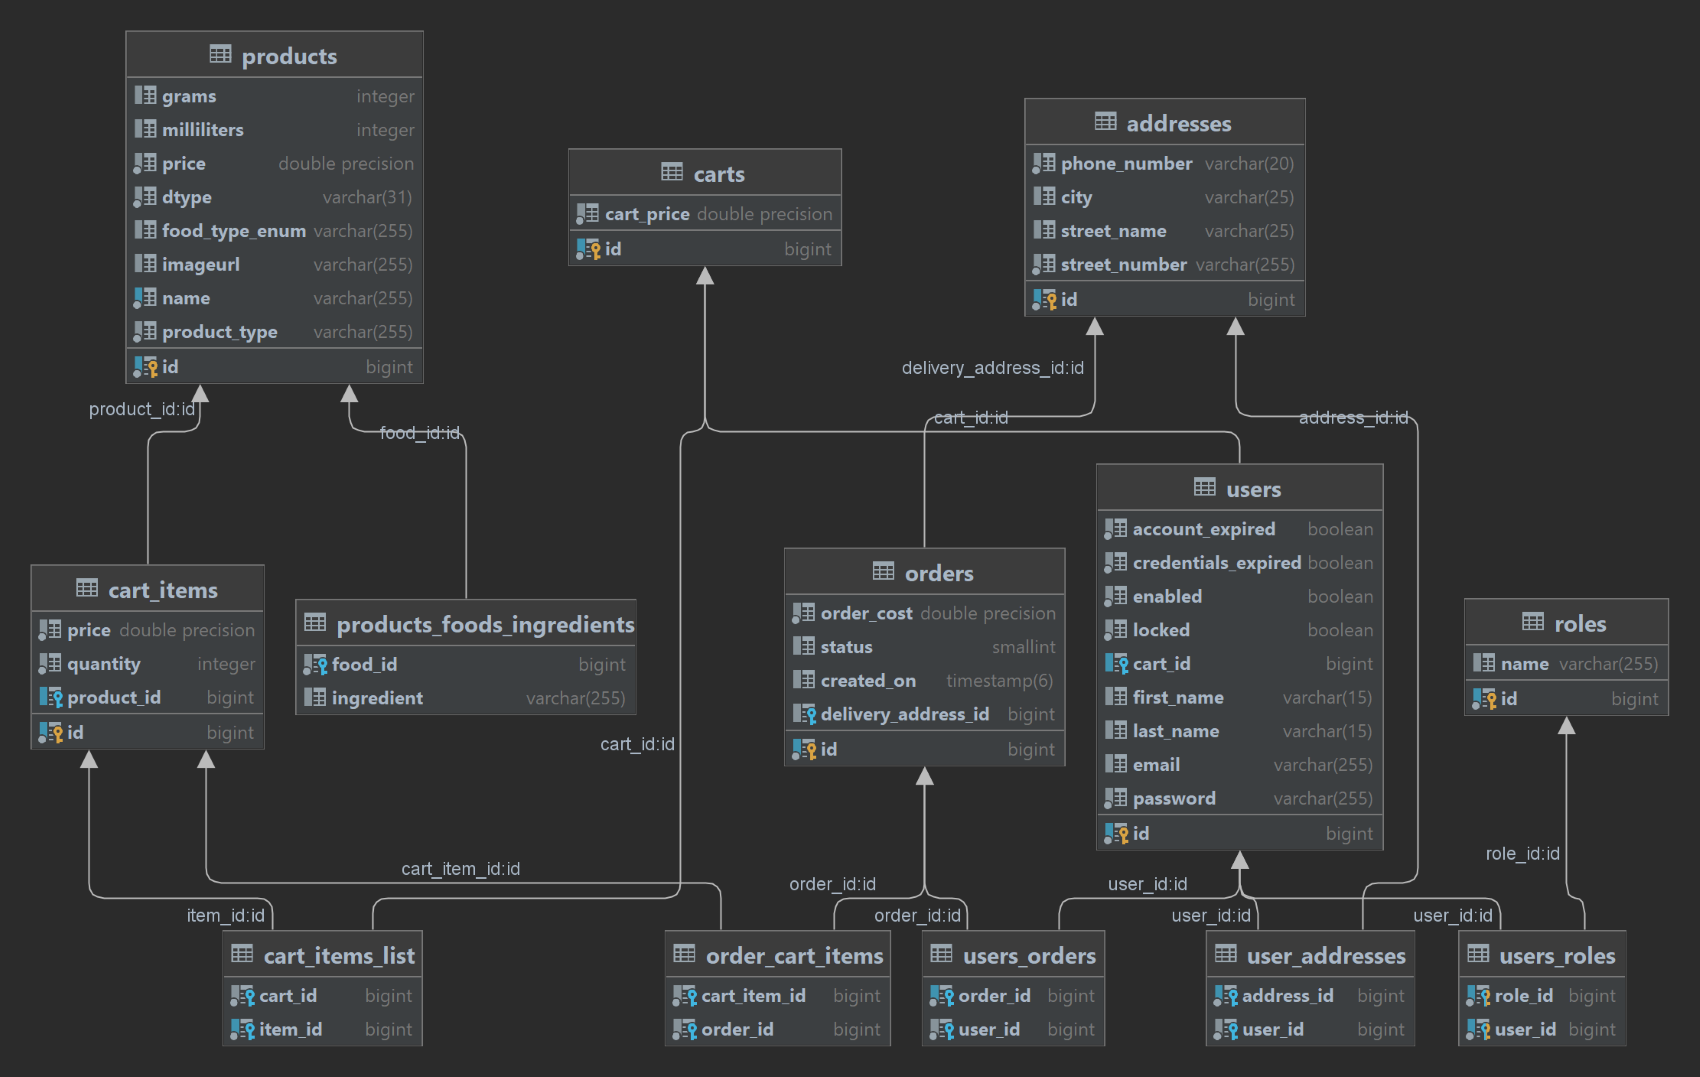 products
grams integer
milliliters integer
price double precision
dtype varchar(31)
food_type_enum varchar(255)
imageurl varchar(255)
name varchar(255)
product_type varchar(255)
id bigint
carts
cart_price double precision
id bigint
addresses
phone_number varchar(20)
city varchar(25)
street_name varchar(25)
street_number varchar(255)
id bigint
product_id:id
food_id:id
delivery_address_id:id
cart_id:id
address_id:id
users
account_expired boolean
credentials_expired boolean
enabled boolean
locked boolean
cart_id bigint
first_name varchar(15)
last_name varchar(15)
email varchar(255)
password varchar(255)
id bigint
cart_items
price double precision
quantity integer
product_id bigint
id bigint
products_foods_ingredients
food_id bigint
ingredient varchar(255)
orders
order_cost double precision
status smallint
created_on timestamp(6)
delivery_address_id bigint
id bigint
roles
name varchar(255)
id bigint
cart_id:id
cart_item_id:id
item_id:id
order_id:id
order_id:id
user_id:id
user_id:id
user_id:id
role_id:id
cart_items_list
cart_id bigint
item_id bigint
order_cart_items
cart_item_id bigint
order_id bigint
users_orders
order_id bigint
user_id bigint
user_addresses
address_id bigint
user_id bigint
users_roles
role_id bigint
user_id bigint